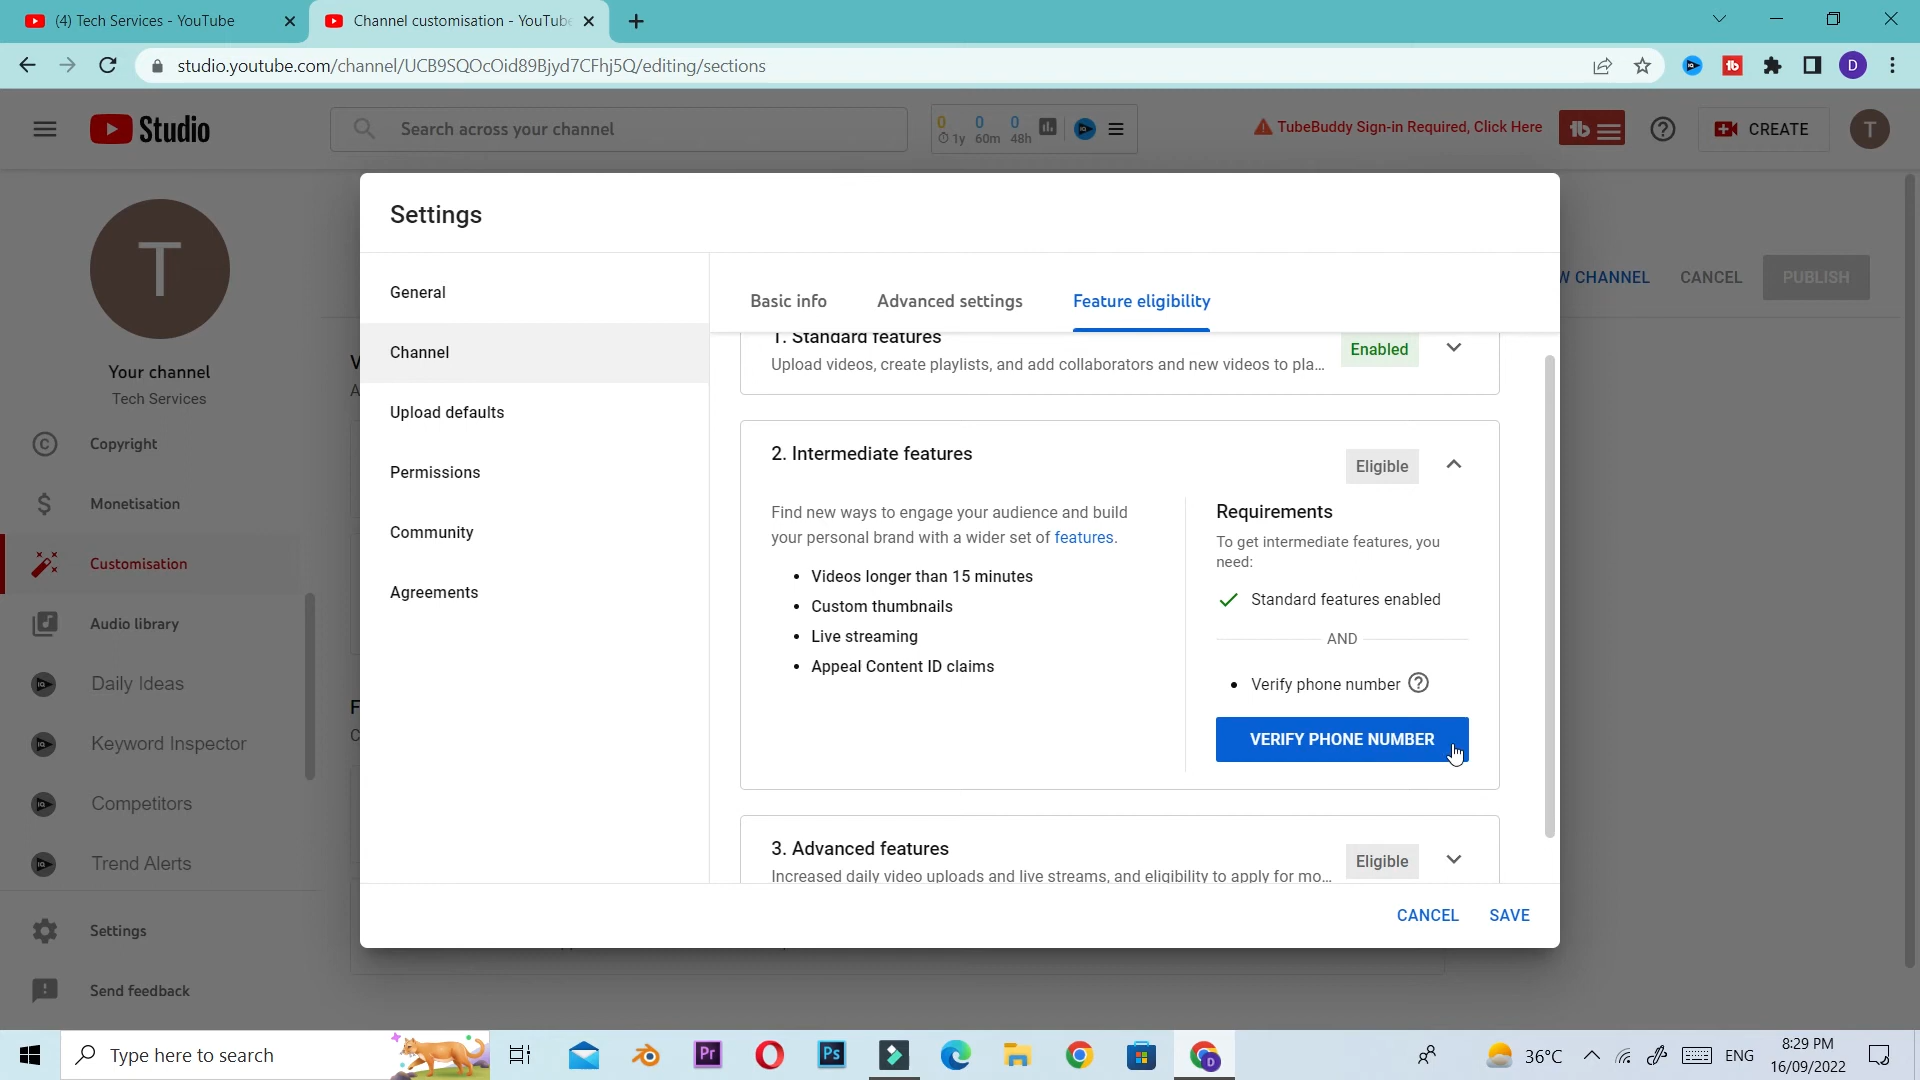 (4) Tech Services - YouTube
Channel customisation - YouTube
studio.youtube.com/channel/UCB9SQOcOid89Bjyd7CFhj5Q/editing/sections
D
Studio
Search across your channel
0 0 0
1y 60m 48h
TubeBuddy Sign-in Required, Click Here
CREATE
T
T
Your channel
Tech Services
Copyright
Monetisation
Customisation
Audio library
Daily Ideas
Keyword Inspector
Competitors
Trend Alerts
Settings
Send feedback
W CHANNEL
CANCEL
PUBLISH
Settings
General
Channel
Upload defaults
Permissions
Community
Agreements
Basic info
Advanced settings
Feature eligibility
1. Standard features
Upload videos, create playlists, and add collaborators and new videos to pla...
Enabled
2. Intermediate features
Eligible
Find new ways to engage your audience and build
your personal brand with a wider set of features.
• Videos longer than 15 minutes
• Custom thumbnails
• Live streaming
• Appeal Content ID claims
Requirements
To get intermediate features, you
need:
Standard features enabled
AND
• Verify phone number
VERIFY PHONE NUMBER
3. Advanced features
Increased daily video uploads and live streams, and eligibility to apply for mo...
Eligible
CANCEL
SAVE
Type here to search
Pr
Ps
D
36°C
ENG
8:29 PM
16/09/2022